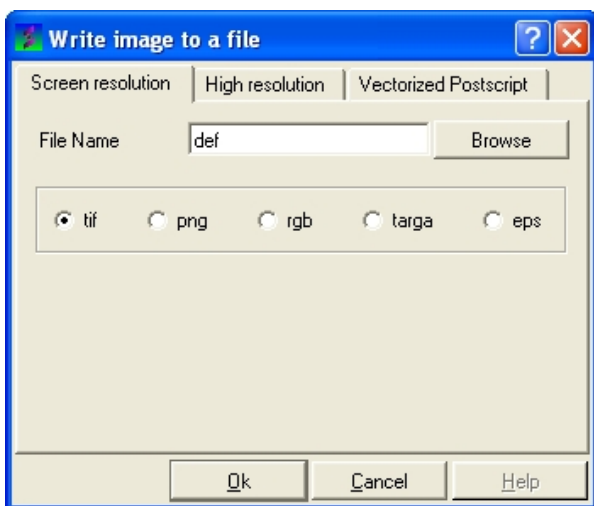 Write image to a file
Screen resolution High resolution Vectorized Postscript
File Name def Browse
tif png rgb targa eps
Ok Cancel Help